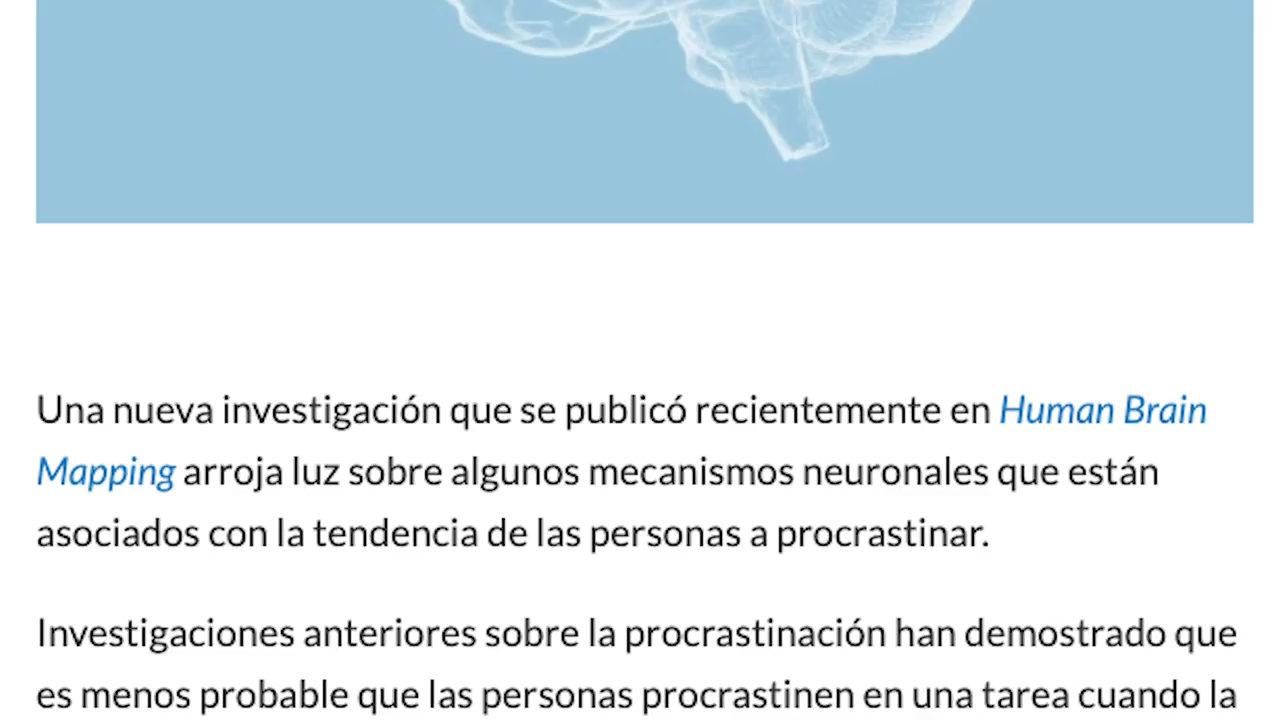 Una nueva investigación que se publicó recientemente en Human Brain
Mapping arroja luz sobre algunos mecanismos neuronales que están
asociados con la tendencia de las personas a procrastinar.
Investigaciones anteriores sobre la procrastinación han demostrado que
es menos probable que las personas procrastinen en una tarea cuando la